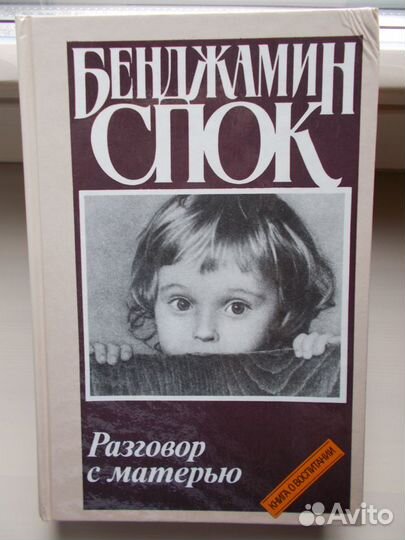 БЕНДЖАМИН
СПОК
Разговор
с матерью
КНИГА О ВОСПИТАНИИ
Avito